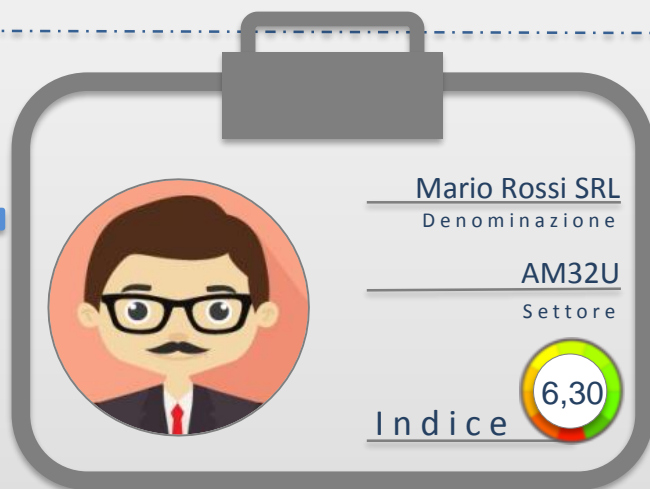 Mario Rossi SRL
Denominazione
AM32U
Settore
Indice
6,30